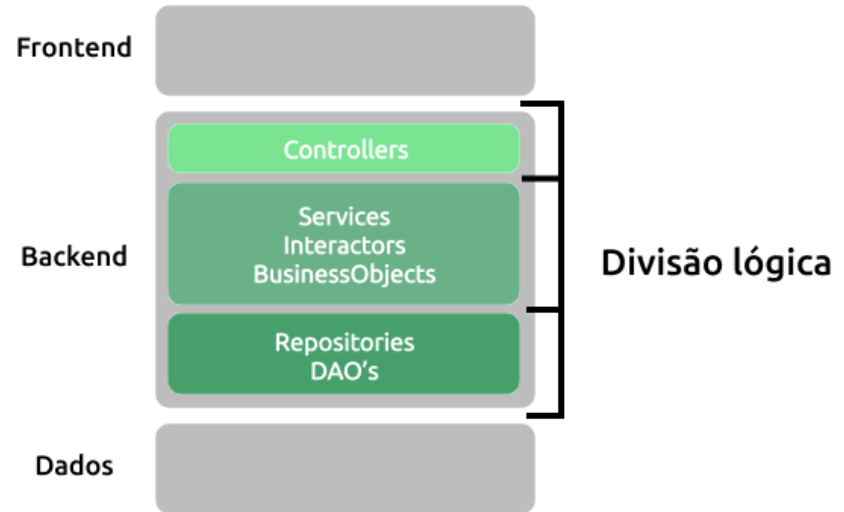 Frontend
Controllers
Services
Interactors
BusinessObjects
Backend
Divisão lógica
Repositories
DAO's
Dados